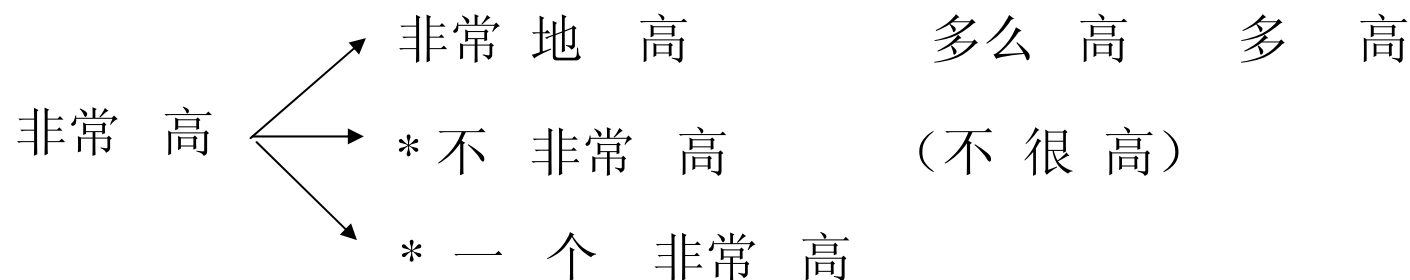 非常 地 高 多么 高 多 高
非常 高
* 不 非常 高 （不 很 高）
* 一 个 非常 高